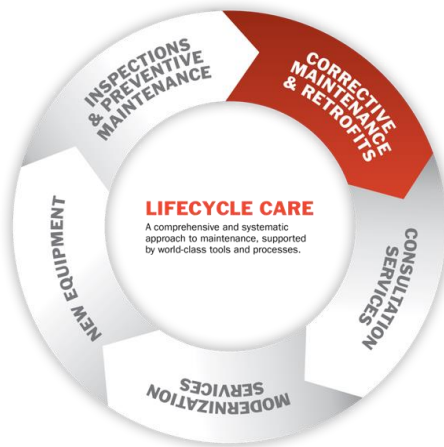 INSPECTIONS
& PREVENTIVE
MAINTENANCE
CORRECTIVE
MAINTENANCE
& RETROFITS
LIFECYCLE CARE
A comprehensive and systematic
approach to maintenance, supported
by world-class tools and processes.
CONSULTATION
SERVICES
MODERNIZATION
SERVICES
NEW EQUIPMENT